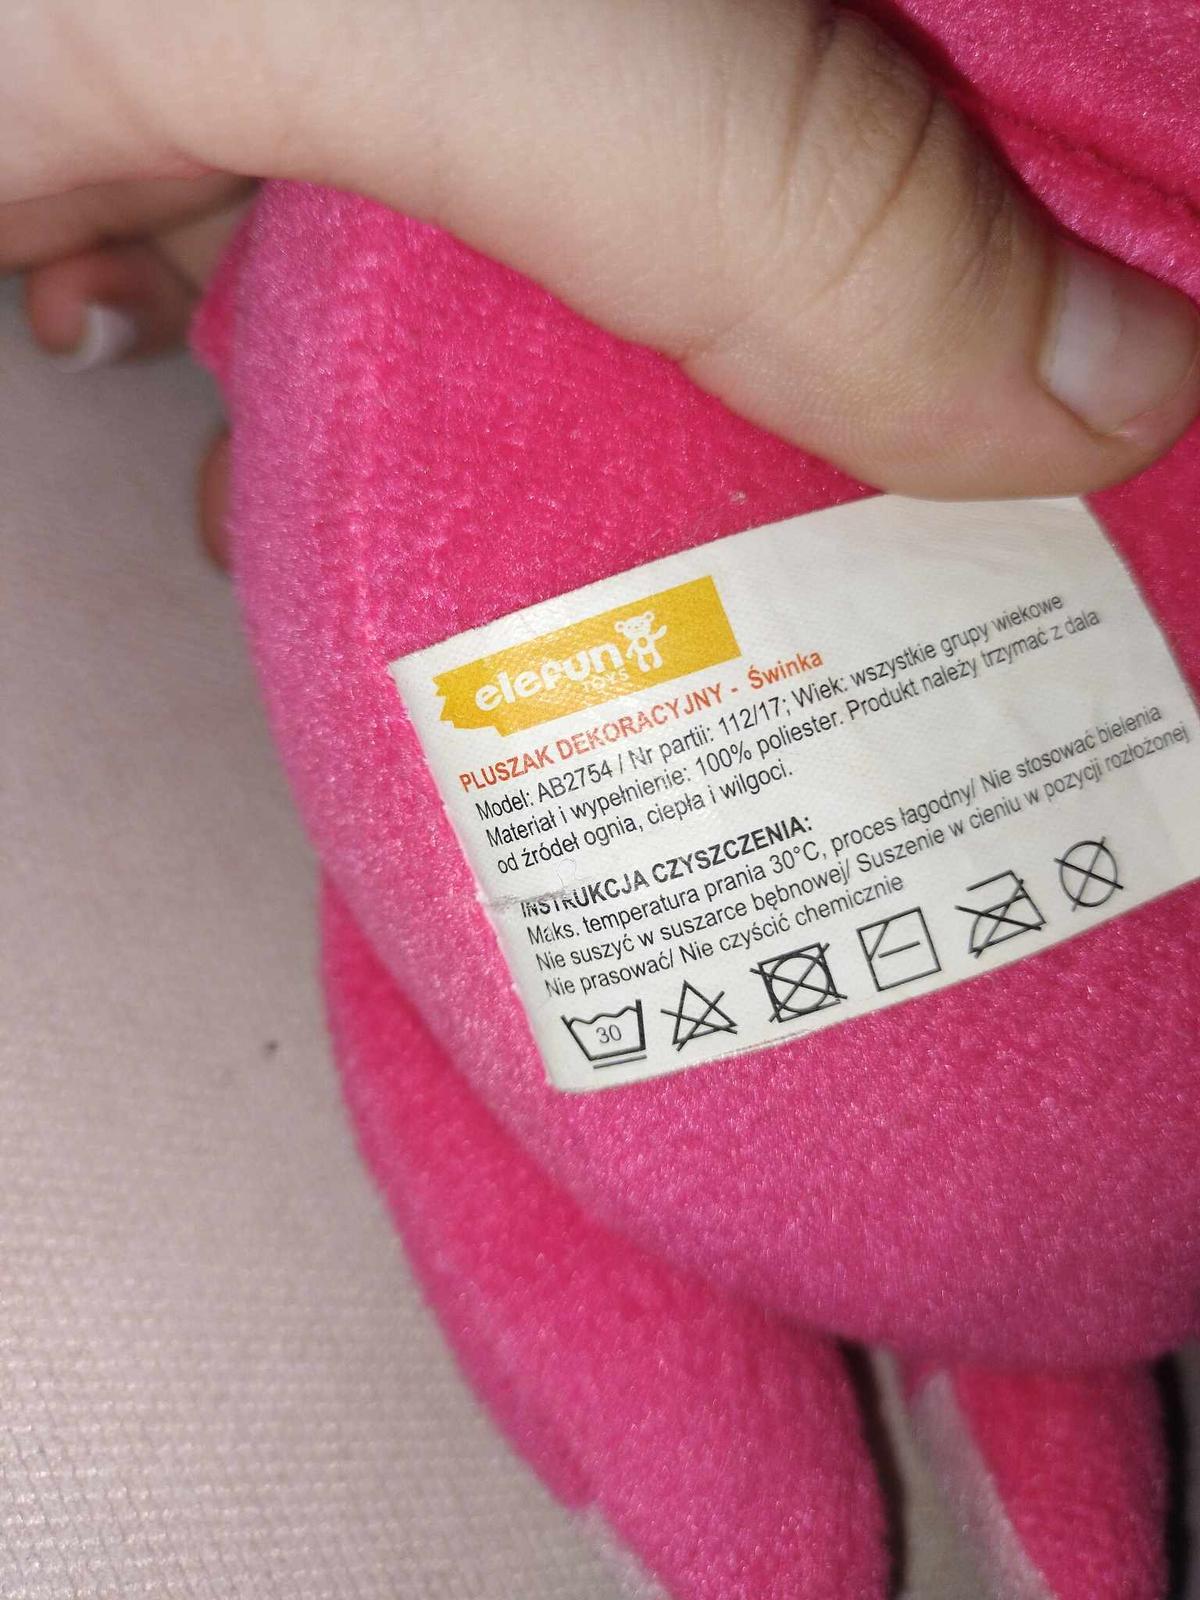 elefun
TOYS
PLUSZAK DEKORACYJNY - Świnka
Model: AB2754 / Nr partii: 112/17; Wiek: wszystkie grupy wiekowe
Materiał i wypełnienie: 100% poliester. Produkt należy trzymać z dala
od źródeł ognia, ciepła i wilgoci.
INSTRUKCJA CZYSZCZENIA:
Maks. temperatura prania 30°C, proces łagodny/ Nie stosować bielenia
Nie suszyć w suszarce bębnowej/ Suszenie w cieniu w pozycji rozłożonej
Nie prasować/ Nie czyścić chemicznie
30